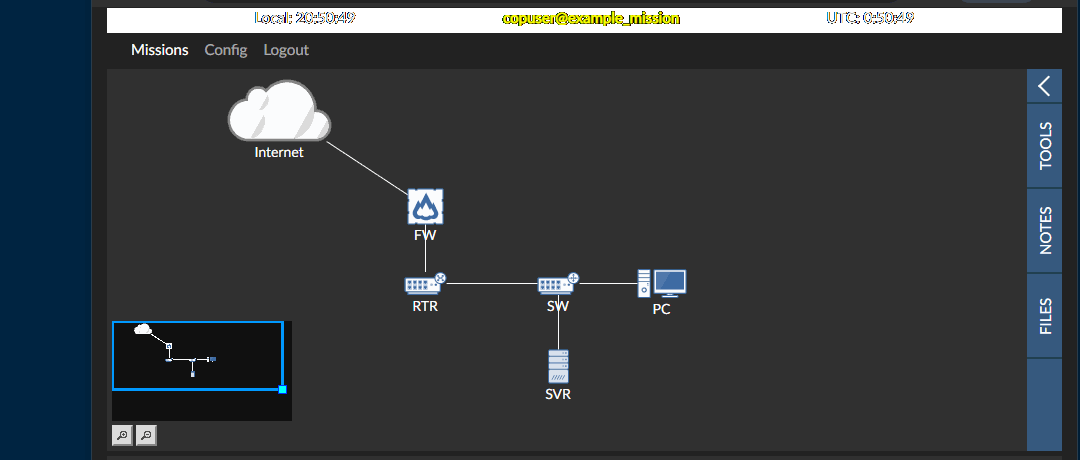 Local: 20:50:49 copuser@example_mission UTC: 0:50:49
Missions Config Logout
Internet
FW
RTR
SW
PC
SVR
TOOLS
NOTES
FILES